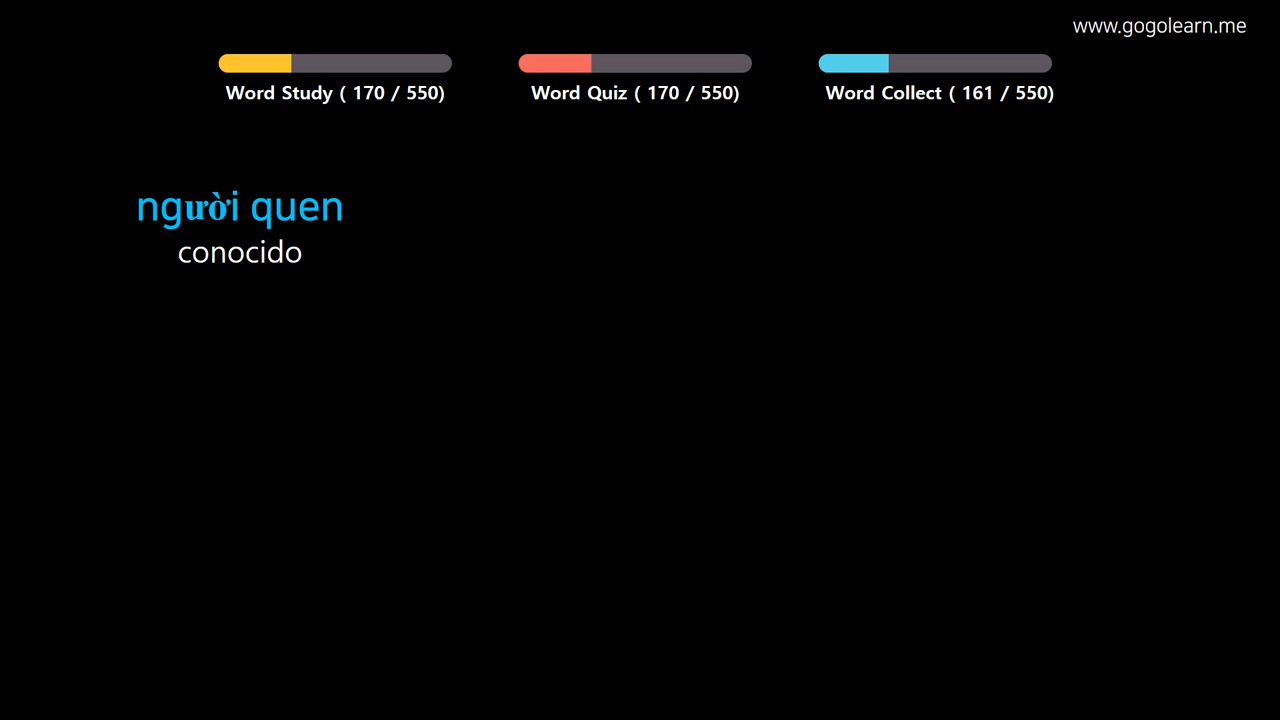 www.gogolearn.me
Word Study ( 170 / 550)
Word Quiz ( 170 / 550)
Word Collect ( 161 / 550)
người quen
conocido